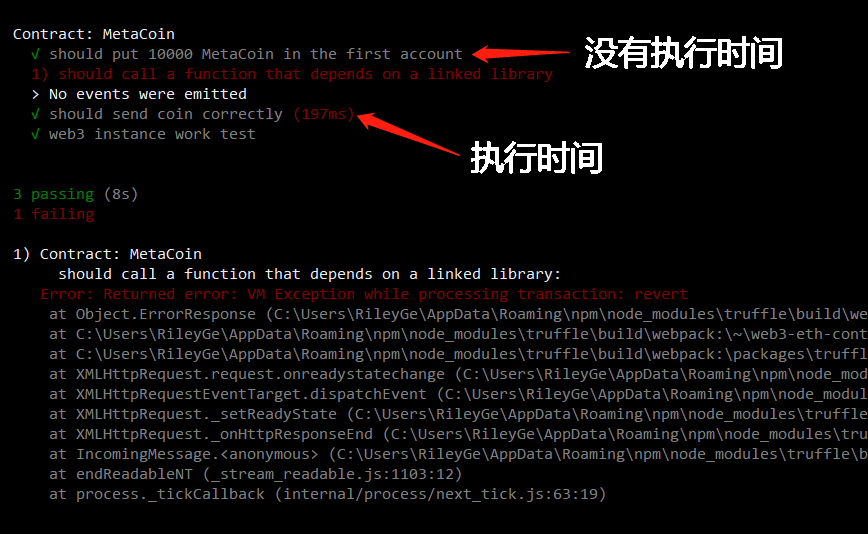 Contract: MetaCoin
√ should put 10000 MetaCoin in the first account
没有执行时间
1) should call a function that depends on a linked library
> No events were emitted
√ should send coin correctly (197ms)
√ web3 instance work test
执行时间
3 passing (8s)
1 failing
1) Contract: MetaCoin
should call a function that depends on a linked library:
Error: Returned error: VM Exception while processing transaction: revert
at Object.ErrorResponse (C:\Users\RileyGe\AppData\Roaming\npm\node_modules\truffle\build\we
at C:\Users\RileyGe\AppData\Roaming\npm\node_modules\truffle\build\webpack:\~\web3-eth-cont
at C:\Users\RileyGe\AppData\Roaming\npm\node_modules\truffle\build\webpack:\packages\truffl
at XMLHttpRequest.request.onreadystatechange (C:\Users\RileyGe\AppData\Roaming\npm\node_mod
at XMLHttpRequestEventTarget.dispatchEvent (C:\Users\RileyGe\AppData\Roaming\npm\node_modul
at XMLHttpRequest._setReadyState (C:\Users\RileyGe\AppData\Roaming\npm\node_modules\truffle
at XMLHttpRequest._onHttpResponseEnd (C:\Users\RileyGe\AppData\Roaming\npm\node_modules\tru
at IncomingMessage.<anonymous> (C:\Users\RileyGe\AppData\Roaming\npm\node_modules\truffle\b
at endReadableNT (_stream_readable.js:1103:12)
at process._tickCallback (internal/process/next_tick.js:63:19)